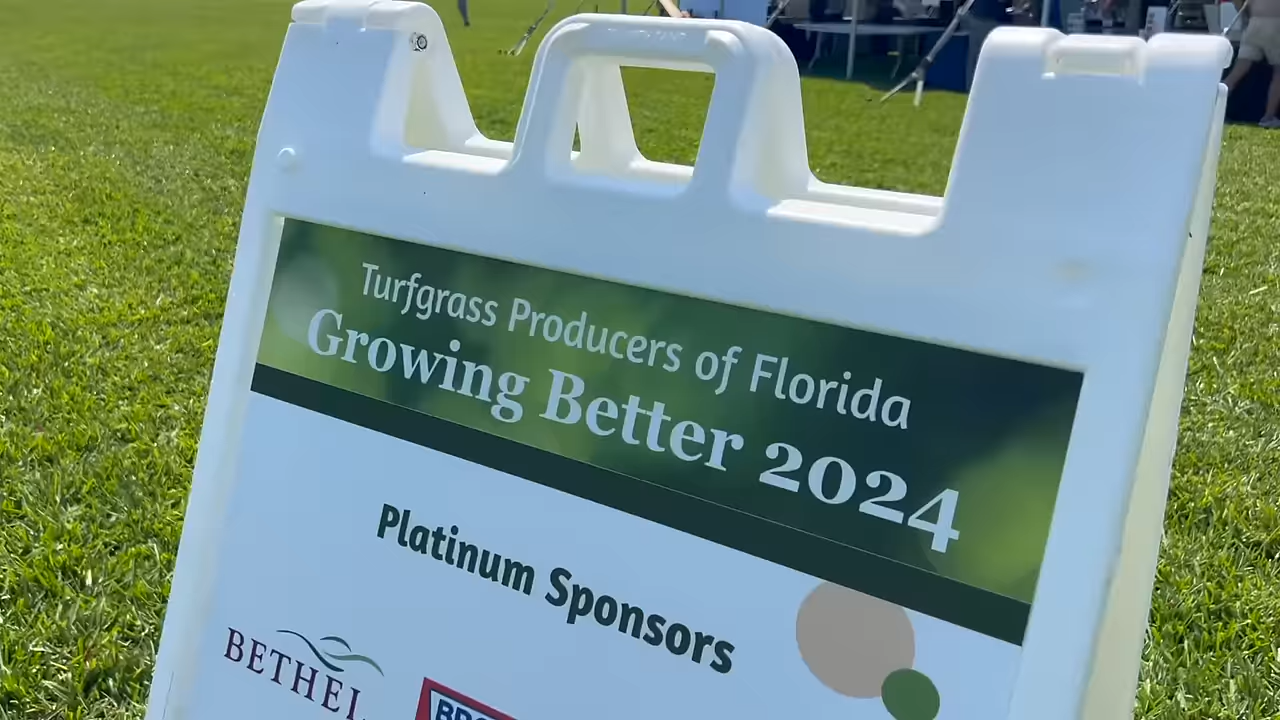 Turfgrass Producers of Florida
Growing Better 2024
Platinum Sponsors
BETHEL